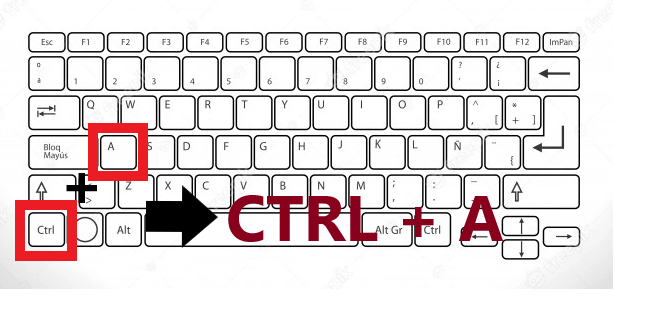 Esc F1 F2 F3 F4 F5 F6 F7 F8 F9 F10 F11 F12 ImPan
º ª 1 2 3 4 5 6 7 8 9 0 ? ' ¿ ¡
Q W E R T Y U I O P ^ ` [ * + ]
Bloq Mayús A S D F G H J K L Ñ ¨ {
+ > Z X C V B N M ; , : . _ -
Ctrl Alt CTRL + A Alt Gr Ctrl